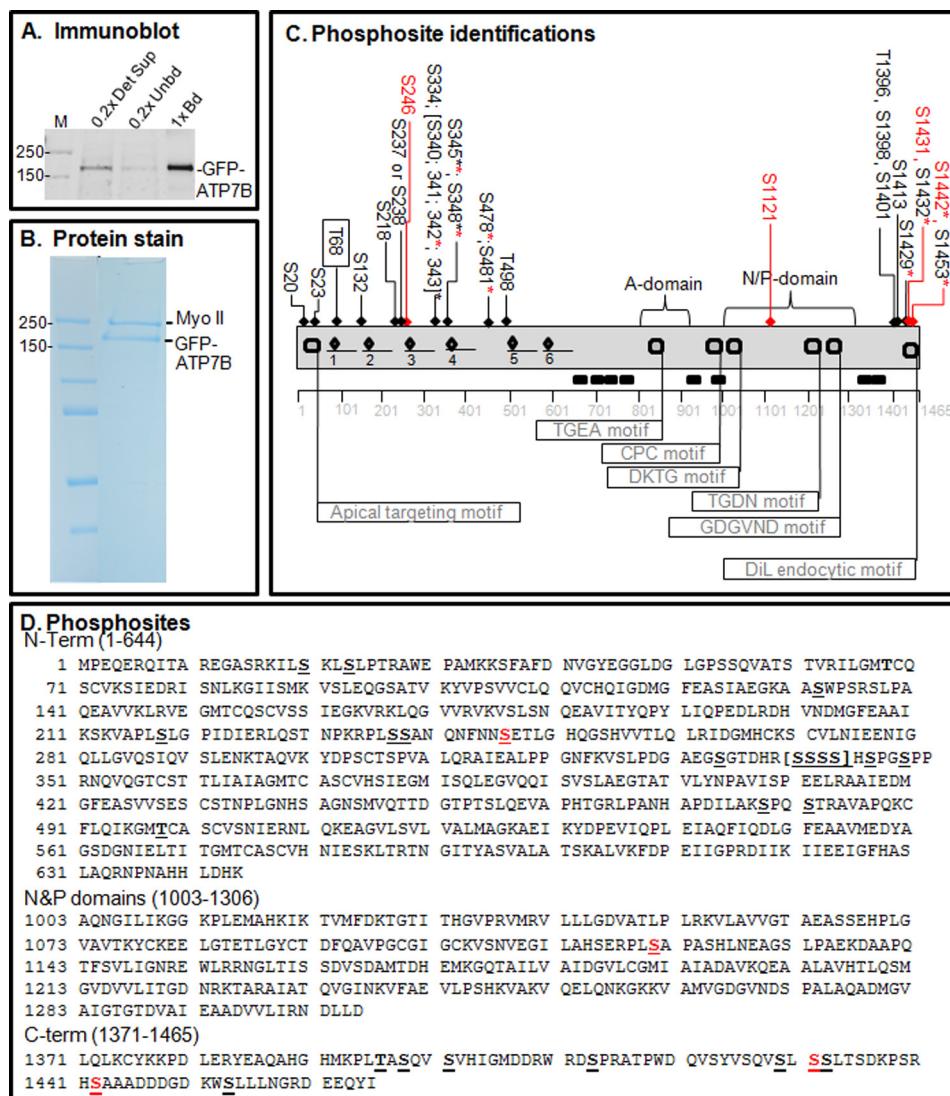 A. Immunoblot
M
0.2x Det Sup
0.2x Unbd
1x Bd
250-
150-
-GFP-
ATP7B
B. Protein stain
250-
150-
Myo II
GFP-
ATP7B
C. Phosphosite identifications
S20
S23
T68
S132
S218
S237 or S238
S246
S334; [S340; 341; 342*; 343]*
S345**; S348**
S478*;S481*
T498
S1121
T1396, S1398, S1401
S1413
S1429*
S1431, S1432*
S1442*, S1453*
A-domain
N/P-domain
1 2 3 4 5 6
1 101 201 301 401 501 601 701 801 901 1001 1101 1201 1301 1401 1465
TGEA motif
CPC motif
DKTG motif
TGDN motif
Apical targeting motif
GDGVND motif
DiL endocytic motif
D. Phosphosites
N-Term (1-644)
1 MPEQERQITA REGASRKILS KLSLPTRAWE PAMKKSFAFD NVGYEGGLDG LGPSSQVATS TVRILGMTCQ
71 SCVKSIEDRI SNLKGIISMK VSLEQGSATV KYVPSVVCLQ QVCHQIGDMG FEASIAEGKA ASWPSRSLPA
141 QEAVVKLRVE GMTCQSCVSS IEGKVRKLQG VVRVKVSLSN QEAVITYQPY LIQPEDLRDH VNDMGFEAAI
211 KSKVAPLSLG PIDIERLQST NPKRPLSSAN QNFNNSETLG HQGSHVVTLQ LRIDGMHCKS CVLNIEENIG
281 QLLGVQSIQV SLENKTAQVK YDPSCTSPVA LQRAIEALPP GNFKVSLPDG AEGSGTDHR[SSSS]HSPGSPP
351 RNQVQGTCST TLIAIAGMTC ASCVHSIEGM ISQLEGVQQI SVSLAEGTAT VLYNPAVISP EELRAAIEDM
421 GFEASVVSES CSTNPLGNHS AGNSMVQTTD GTPTSLQEVA PHTGRLPANH APDILAKSPQ STRAVAPQKC
491 FLQIKGMTCA SCVSNIERNL QKEAGVLSVL VALMAGKAEI KYDPEVIQPL EIAQFIQDLG FEAAVMEDYA
561 GSDGNIELTI TGMTCASCVH NIESKLTRTN GITYASVALA TSKALVKFDP EIIGPRDIIK IIEEIGFHAS
631 LAQRNPNAHH LDHK
N&P domains (1003-1306)
1003 AQNGILIKGG KPLEMAHKIK TVMFDKTGTI THGVPRVMRV LLLGDVATLP LRKVLAVVGT AEASSEHPLG
1073 VAVTKYCKEE LGTETLGYCT DFQAVPGCGI GCKVSNVEGI LAHSERPLSA PASHLNEAGS LPAEKDAAPQ
1143 TFSVLIGNRE WLRRNGLTIS SDVSDAMTDH EMKGQTAILV AIDGVLCGMI AIADAVKQEA ALAVHTLQSM
1213 GVDVVLITGD NRKTARAIAT QVGINKVFAE VLPSHKVAKV QELQNKGKKV AMVGDGVNDS PALAQADMGV
1283 AIGTGTDVAI EAADVVLIRN DLLD
C-term (1371-1465)
1371 LQLKCYKKPD LERYEAQAHG HMKPLTASQV SVHIGMDDRW RDSPRATPWD QVSYVSQVSL SSLTSDKPSR
1441 HSAAADDDGD KWSLLLNGRD EEQYI